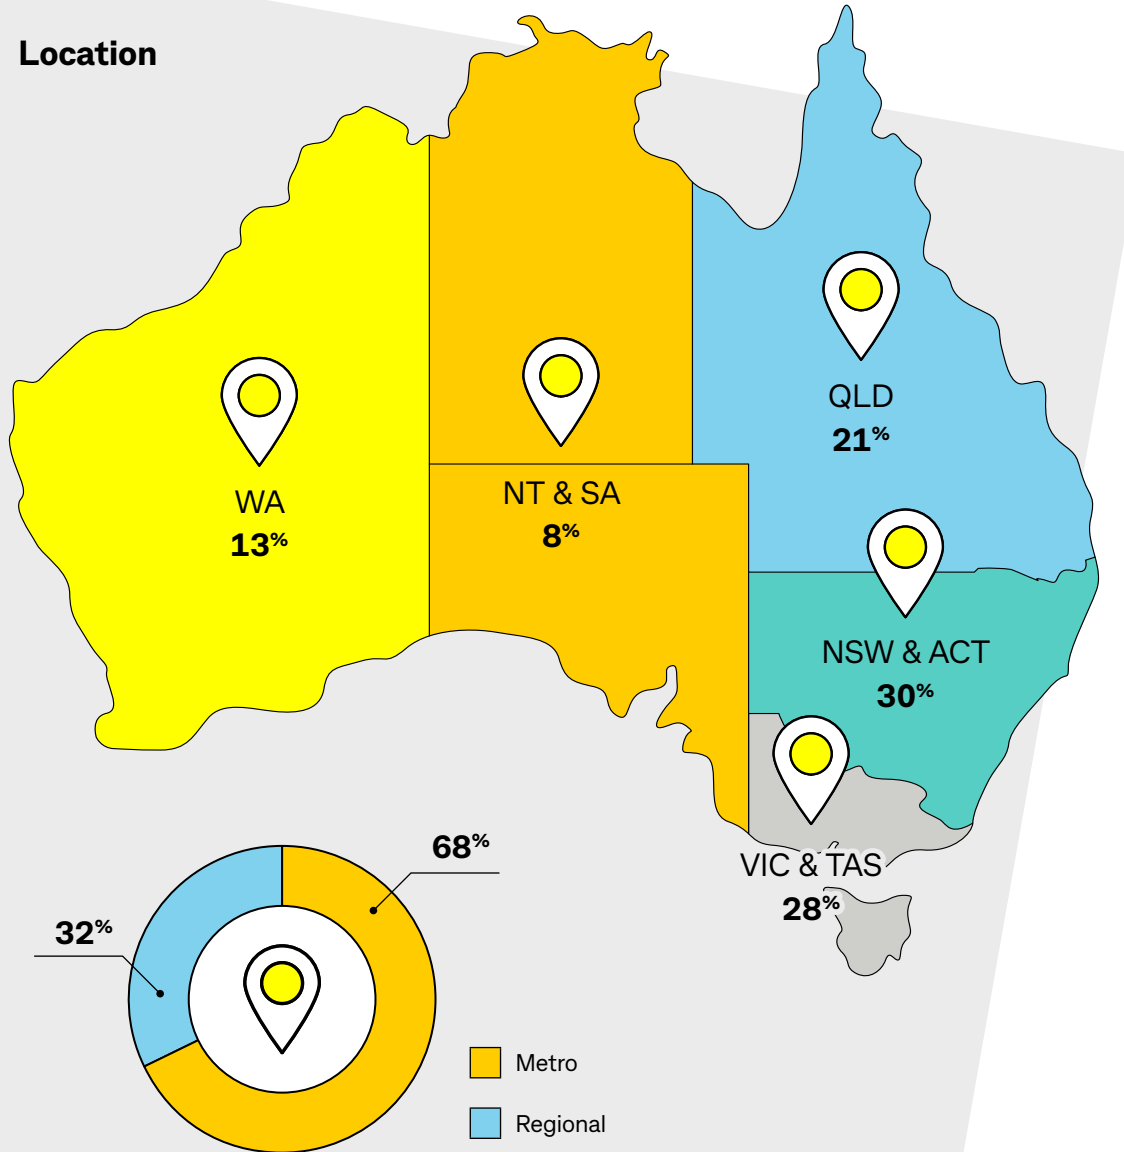 Location
QLD
21%
WA
13%
NT & SA
8%
NSW & ACT
30%
VIC & TAS
28%
68%
32%
Metro
Regional